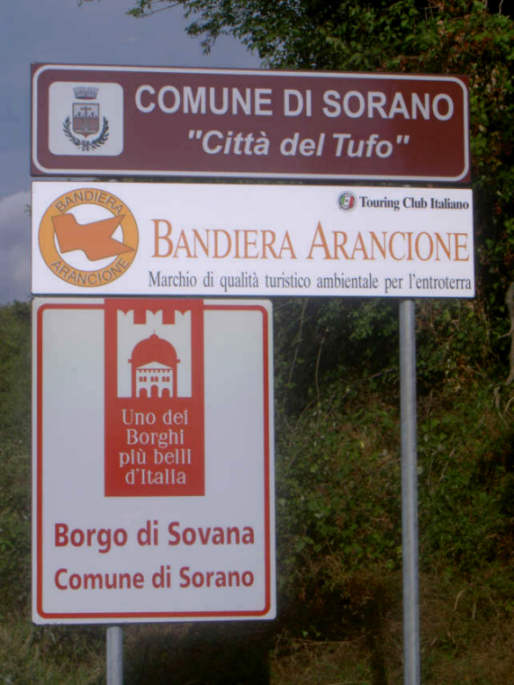 COMUNE DI SORANO
"Città del Tufo"
BANDIERA
ARANCIONE
Touring Club Italiano
BANDIERA ARANCIONE
Marchio di qualità turistico ambientale per l'entroterra
Uno dei
Borghi
più belli
d'Italia
Borgo di Sovana
Comune di Sorano